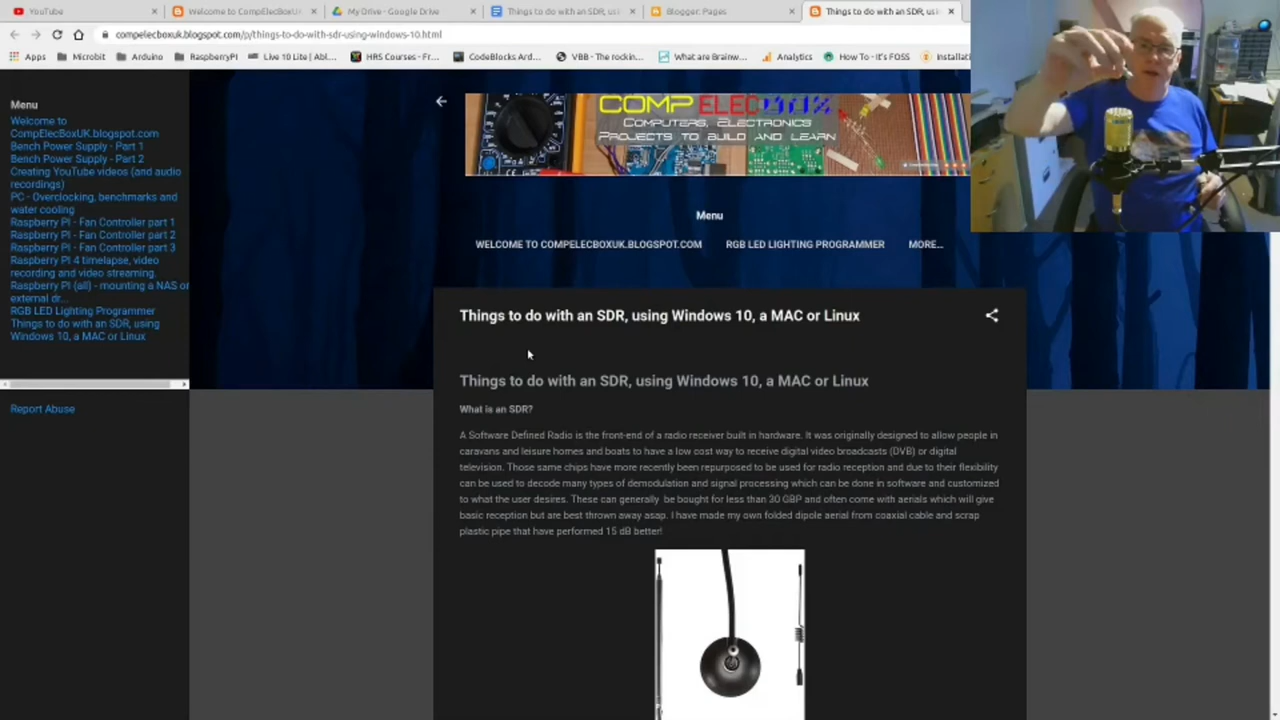 YouTube
Welcome to CompElecBoxU
My Drive - Google Drive
Things to do with an SDR, usi
Blogger: Pages
Things to do with an SDR, usi
compelecboxuk.blogspot.com/p/things-to-do-with-sdr-using-windows-10.html
Apps
Microbit
Arduino
RaspberryPI
Live 10 Lite | Abl...
HRS Courses - Fr...
CodeBlocks Ard...
VBB - The rockin...
What are Brainw...
Analytics
How To - It's FOSS
Installati
Menu
Welcome to
CompElecBoxUK.blogspot.com
Bench Power Supply - Part 1
Bench Power Supply - Part 2
Creating YouTube videos (and audio
recordings)
PC - Overclocking, benchmarks and
water cooling
Raspberry PI - Fan Controller part 1
Raspberry PI - Fan Controller part 2
Raspberry PI - Fan Controller part 3
Raspberry PI 4 timelapse, video
recording and video streaming.
Raspberry PI (all) - mounting a NAS or
external dr...
RGB LED Lighting Programmer
Things to do with an SDR, using
Windows 10, a MAC or Linux
Report Abuse
COMP ELEC BOX
COMPUTERS, ELECTRONICS
PROJECTS TO BUILD AND LEARN
Menu
WELCOME TO COMPELECBOXUK.BLOGSPOT.COM
RGB LED LIGHTING PROGRAMMER
MORE...
Things to do with an SDR, using Windows 10, a MAC or Linux
Things to do with an SDR, using Windows 10, a MAC or Linux
What is an SDR?
A Software Defined Radio is the front-end of a radio receiver built in hardware. It was originally designed to allow people in
caravans and leisure homes and boats to have a low cost way to receive digital video broadcasts (DVB) or digital
television. Those same chips have more recently been repurposed to be used for radio reception and due to their flexibility
can be used to decode many types of demodulation and signal processing which can be done in software and customized
to what the user desires. These can generally be bought for less than 30 GBP and often come with aerials which will give
basic reception but are best thrown away asap. I have made my own folded dipole aerial from coaxial cable and scrap
plastic pipe that have performed 15 dB better!